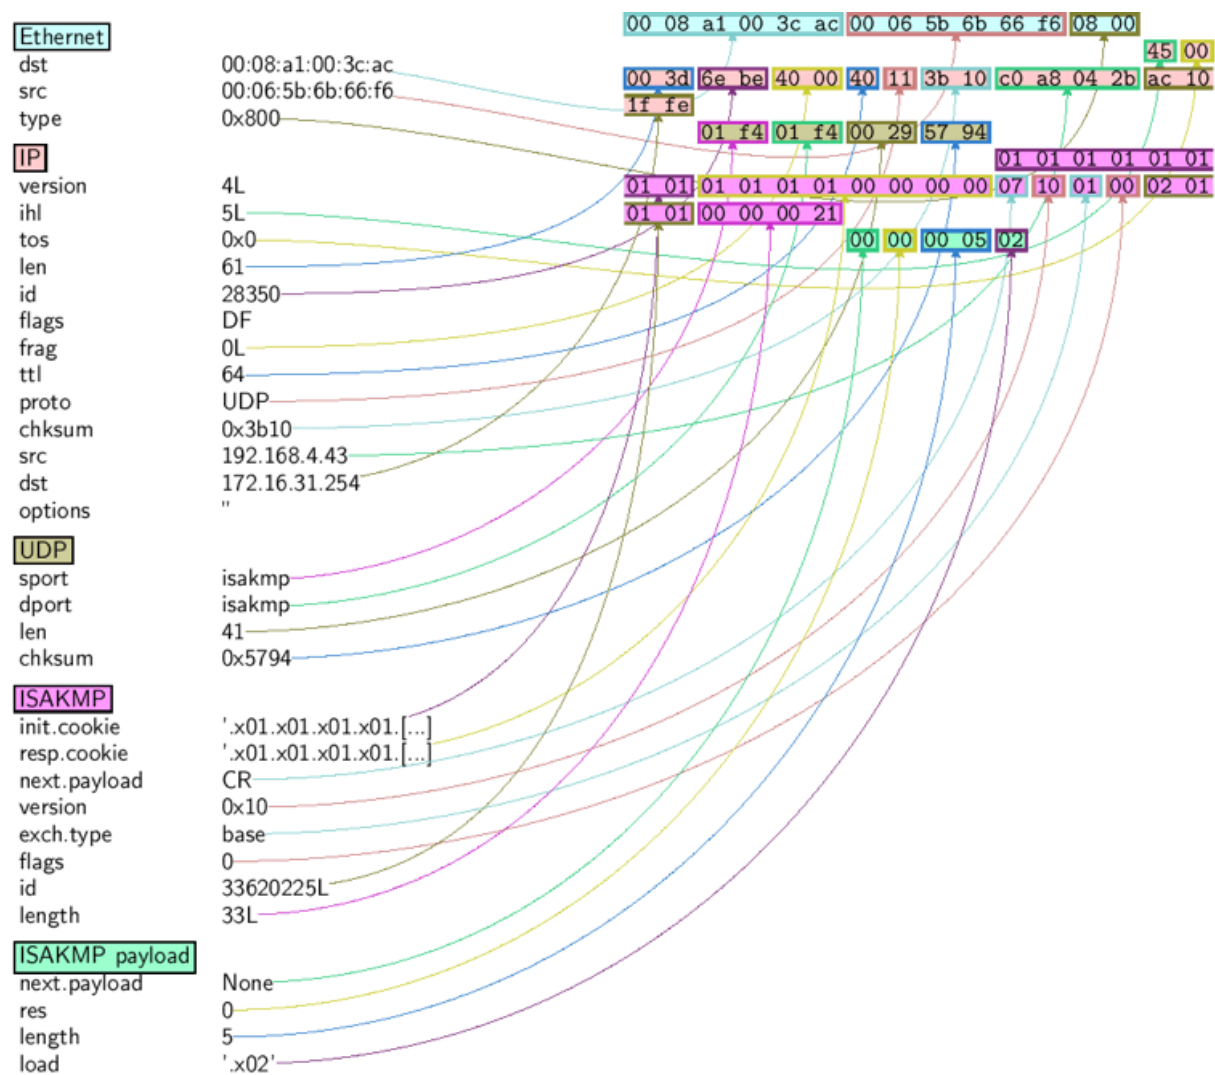 Ethernet
dst 00:08:a1:00:3c:ac
src 00:06:5b:6b:66:f6
type 0x800
IP
version 4L
ihl 5L
tos 0x0
len 61
id 28350
flags DF
frag 0L
ttl 64
proto UDP
chksum 0x3b10
src 192.168.4.43
dst 172.16.31.254
options ''
UDP
sport isakmp
dport isakmp
len 41
chksum 0x5794
ISAKMP
init.cookie '.x01.x01.x01.x01.[...]
resp.cookie '.x01.x01.x01.x01.[...]
next.payload CR
version 0x10
exch.type base
flags 0
id 33620225L
length 33L
ISAKMP payload
next.payload None
res 0
length 5
load '.x02'
00 08 a1 00 3c ac 00 06 5b 6b 66 f6 08 00
45 00
00 3d 6e be 40 00 40 11 3b 10 c0 a8 04 2b ac 10
1f fe
01 f4 01 f4 00 29 57 94
01 01 01 01 01 01
01 01 01 01 01 01 00 00 00 00 07 10 01 00 02 01
01 01 00 00 00 21
00 00 00 05 02